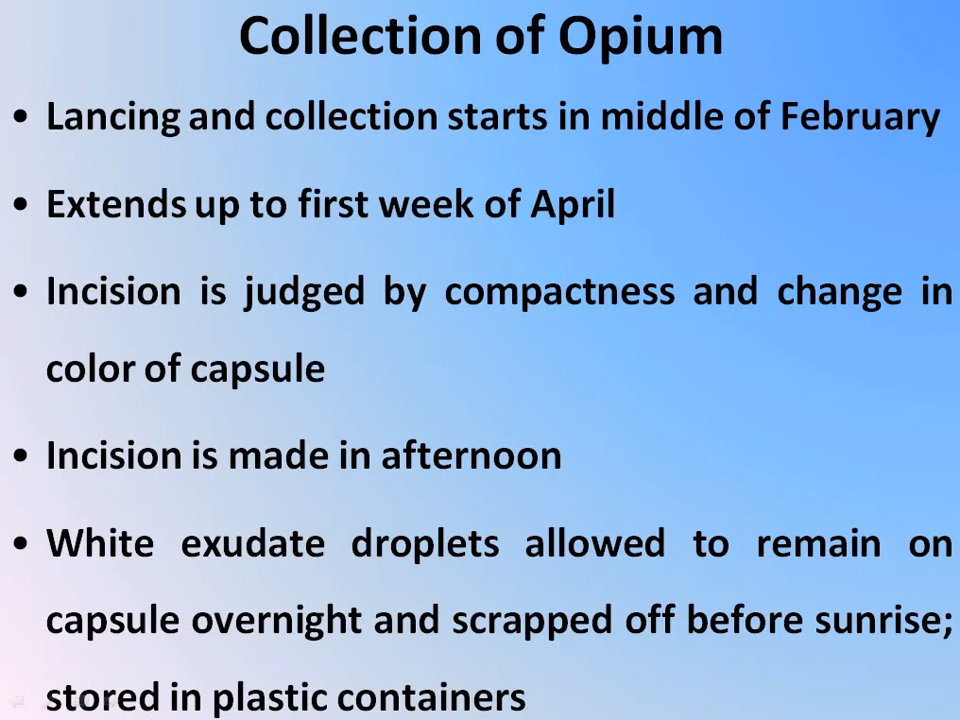 Collection of Opium
• Lancing and collection starts in middle of February
• Extends up to first week of April
• Incision is judged by compactness and change in
color of capsule
• Incision is made in afternoon
• White exudate droplets allowed to remain on
capsule overnight and scrapped off before sunrise;
stored in plastic containers